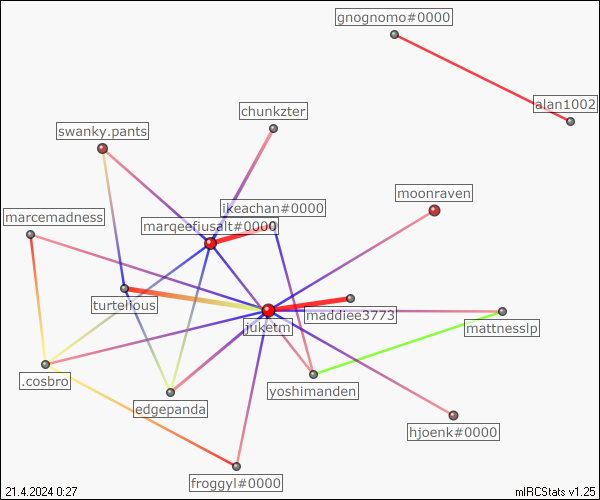 gnognomo#0000
alan1002
chunkzter
swanky.pants
moonraven
ikeachan#0000
marcemadness
marqeefiusalt#0000
turtellous
maddiee3773
juketm
mattnesslp
.cosbro
yoshimanden
edgepanda
hjoenk#0000
froggyl#0000
21.4.2024 0:27
mIRCStats v1.25